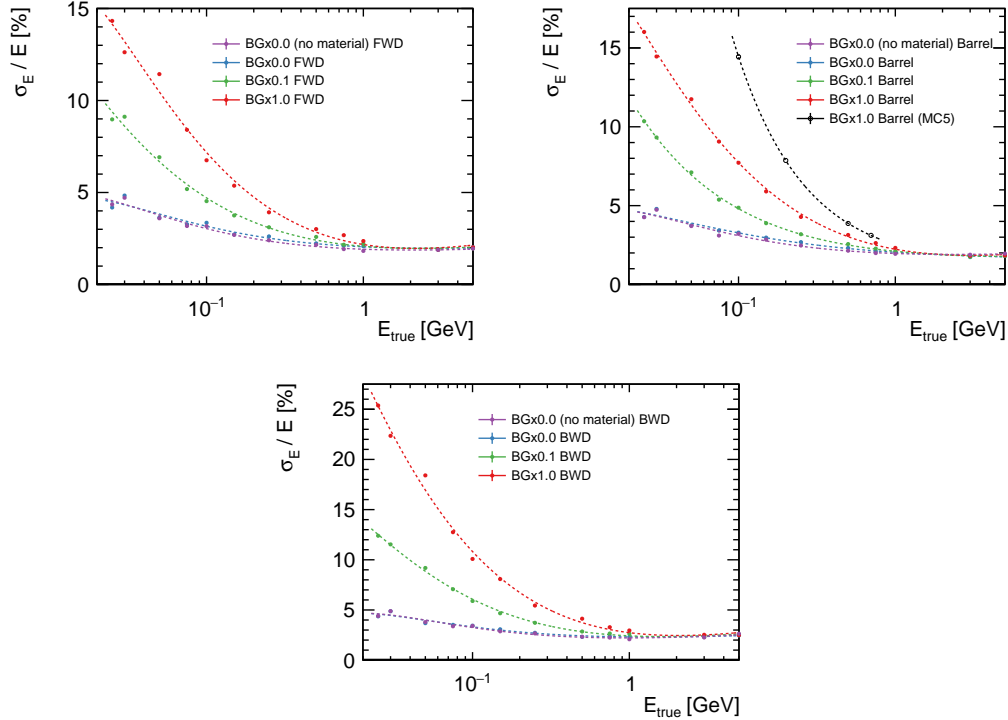 σE / E [%]
15
10
5
0
BGx0.0 (no material) FWD
BGx0.0 FWD
BGx0.1 FWD
BGx1.0 FWD
10⁻¹
1
Etrue [GeV]
σE / E [%]
15
10
5
0
BGx0.0 (no material) Barrel
BGx0.0 Barrel
BGx0.1 Barrel
BGx1.0 Barrel
BGx1.0 Barrel (MC5)
10⁻¹
1
Etrue [GeV]
σE / E [%]
25
20
15
10
5
0
BGx0.0 (no material) BWD
BGx0.0 BWD
BGx0.1 BWD
BGx1.0 BWD
10⁻¹
1
Etrue [GeV]